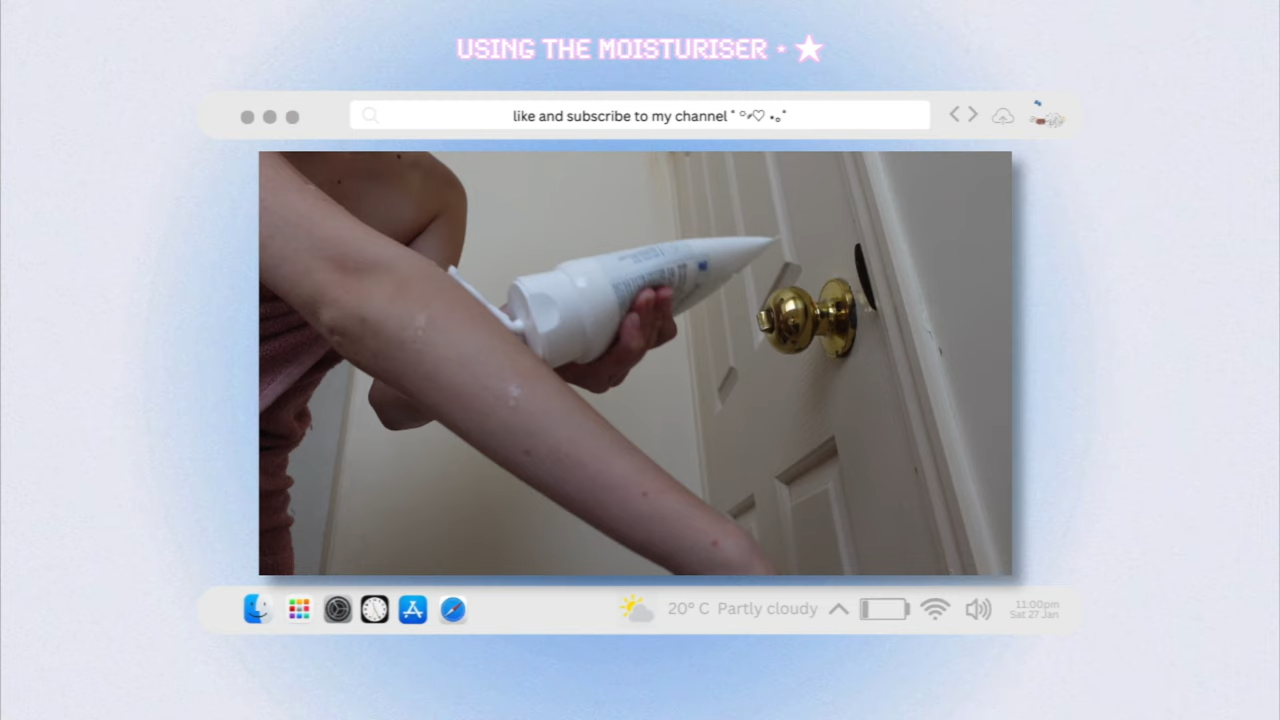 USING THE MOISTURISER • ★
like and subscribe to my channel ˚ ༘♡ ⋆｡˚
20° C Partly cloudy
11:00pm
Sat 27 Jan